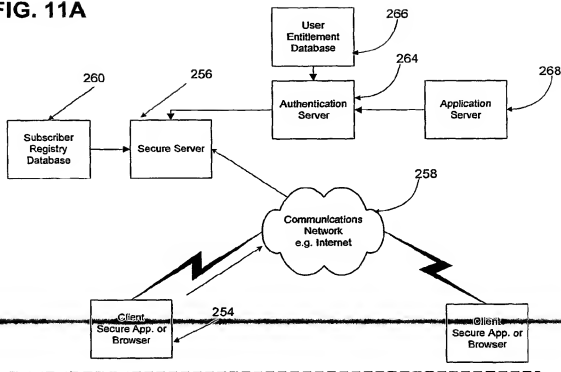 FIG. 11A
User
Entitlement
Database
266
264
260
256
268
Subscriber
Registry
Database
Secure Server
Authentication
Server
Application
Server
258
Communications
Network
e.g. Internet
254
Client
Secure App. or
Browser
Client
Secure App. or
Browser